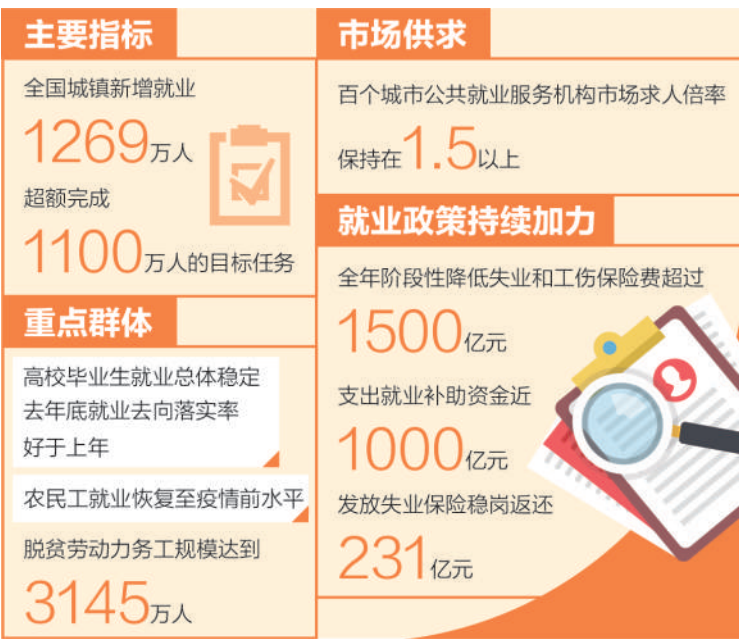 主要指标
全国城镇新增就业
1269万人
超额完成
1100万人的目标任务
重点群体
高校毕业生就业总体稳定
去年底就业去向落实率
好于上年
农民工就业恢复至疫情前水平
脱贫劳动力务工规模达到
3145万人
市场供求
百个城市公共就业服务机构市场求人倍率
保持在1.5以上
就业政策持续加力
全年阶段性降低失业和工伤保险费超过
1500亿元
支出就业补助资金近
1000亿元
发放失业保险稳岗返还
231亿元